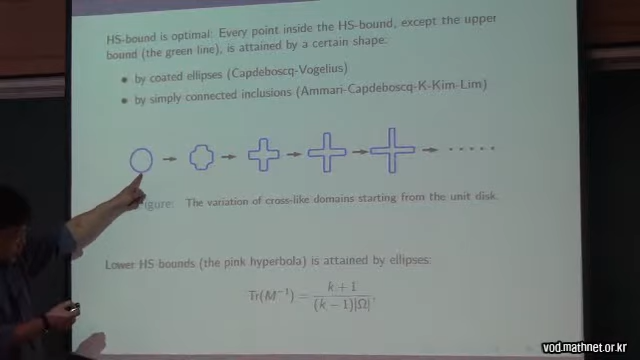 HS-bound is optimal: Every point inside the HS-bound, except the upper
bound (the green line), is attained by a certain shape:
• by coated ellipses (Capdeboscq-Vogelius)
• by simply connected inclusions (Ammari-Capdeboscq-K-Kim-Lim)
Figure: The variation of cross-like domains starting from the unit disk.
Lower HS bounds (the pink hyperbola) is attained by ellipses:
Tr(M⁻¹) = k + 1 / (k − 1)|Ω|.
vod.mathnet.or.kr